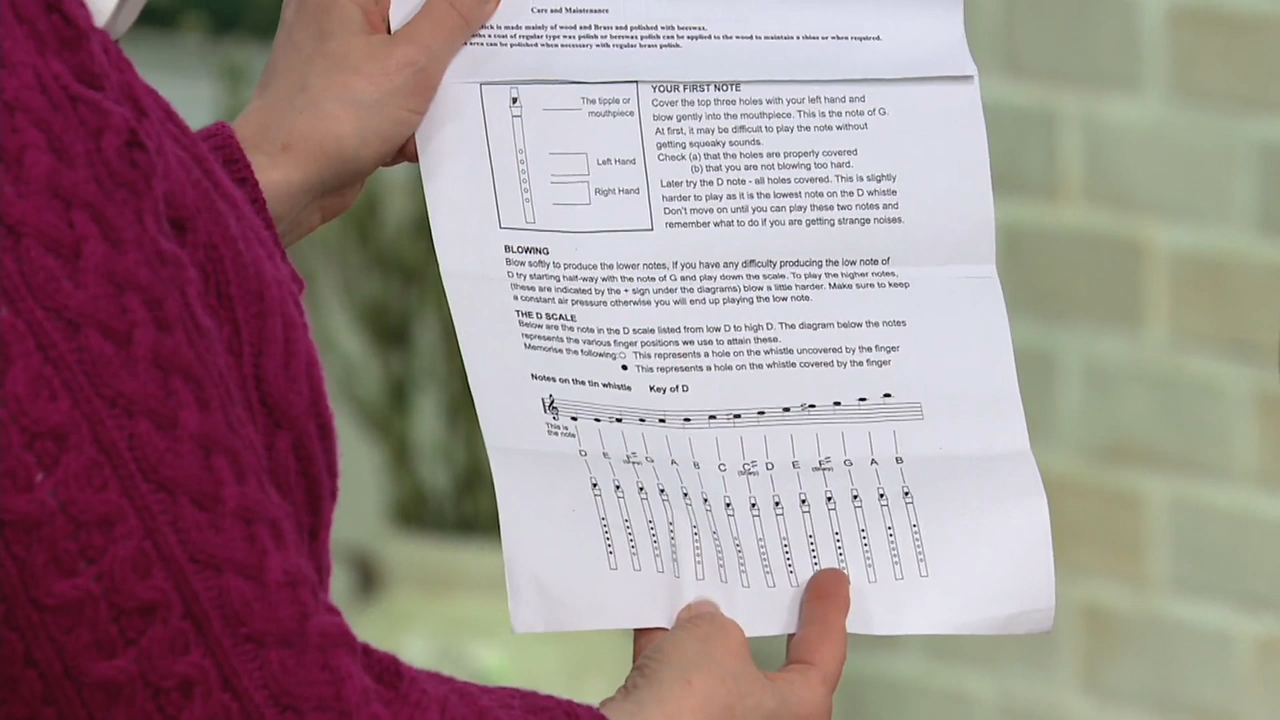 Care and Maintenance
ick is made mainly of wood and Brass and polished with beeswax.
ths a coat of regular type wax polish or beeswax polish can be applied to the wood to maintain a shine or when required.
area can be polished when necessary with regular brass polish.
The tipple or
mouthpiece
Left Hand
Right Hand
YOUR FIRST NOTE
Cover the top three holes with your left hand and
blow gently into the mouthpiece. This is the note of G.
At first, it may be difficult to play the note without
getting squeaky sounds.
Check (a) that the holes are properly covered
(b) that you are not blowing too hard.
Later try the D note - all holes covered. This is slightly
harder to play as it is the lowest note on the D whistle
Don't move on until you can play these two notes and
remember what to do if you are getting strange noises.
BLOWING
Blow softly to produce the lower notes, If you have any difficulty producing the low note of
D try starting half-way with the note of G and play down the scale. To play the higher notes,
(these are indicated by the + sign under the diagrams) blow a little harder. Make sure to keep
a constant air pressure otherwise you will end up playing the low note.
THE D SCALE
Below are the note in the D scale listed from low D to high D. The diagram below the notes
represents the various finger positions we use to attain these.
Memorise the following:○ This represents a hole on the whistle uncovered by the finger
● This represents a hole on the whistle covered by the finger
Notes on the tin whistle Key of D
This is
the note
D E F# G A B C C# D E F# G A B
(Sharp) (Sharp) (Sharp)